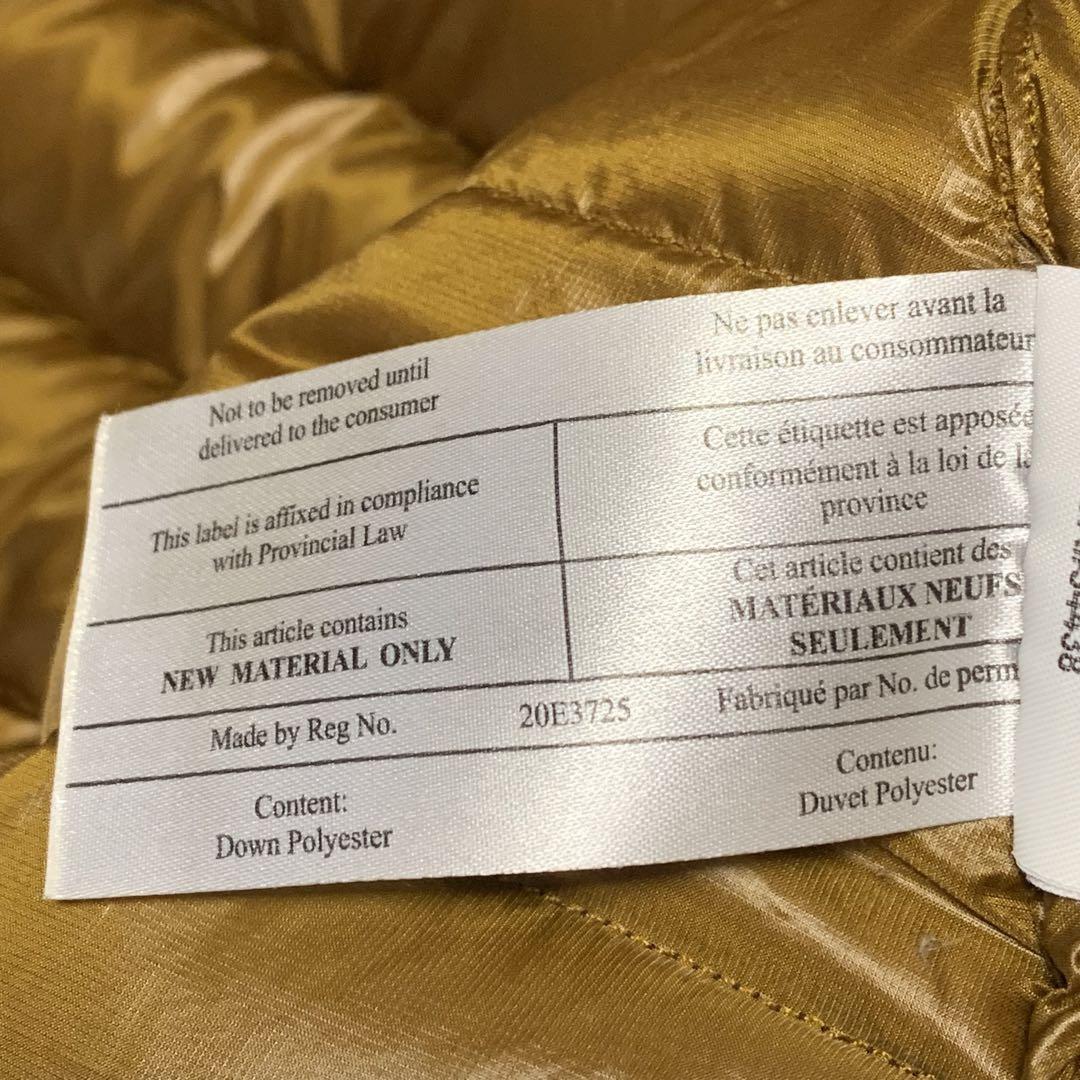 Not to be removed until
delivered to the consumer
Ne pas enlever avant la
livraison au consommateur
This label is affixed in compliance
with Provincial Law
Cette étiquette est apposée
conformément à la loi de la
province
This article contains
NEW MATERIAL ONLY
Cet article contient des
MATÉRIAUX NEUFS
SEULEMENT
Made by Reg No.
20E372S
Fabriqué par No. de perm
Content:
Down Polyester
Contenu:
Duvet Polyester